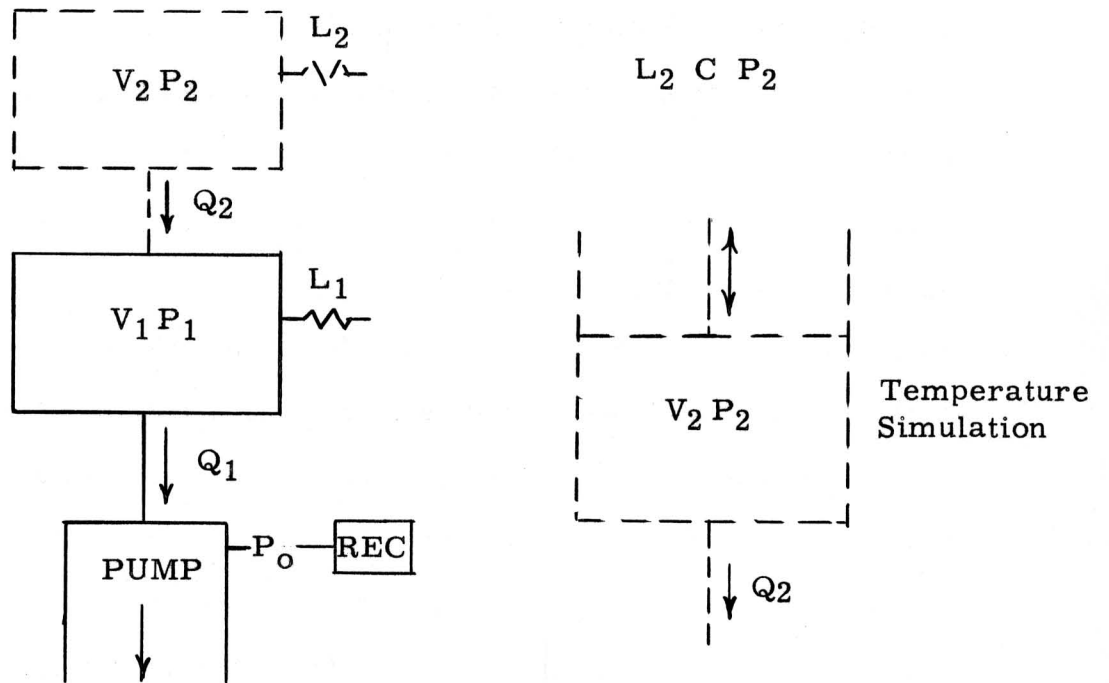 L2
V2 P2
Q2
L1
V1 P1
Q1
Po
REC
PUMP
L2 C P2
V2 P2
Temperature
Simulation
Q2